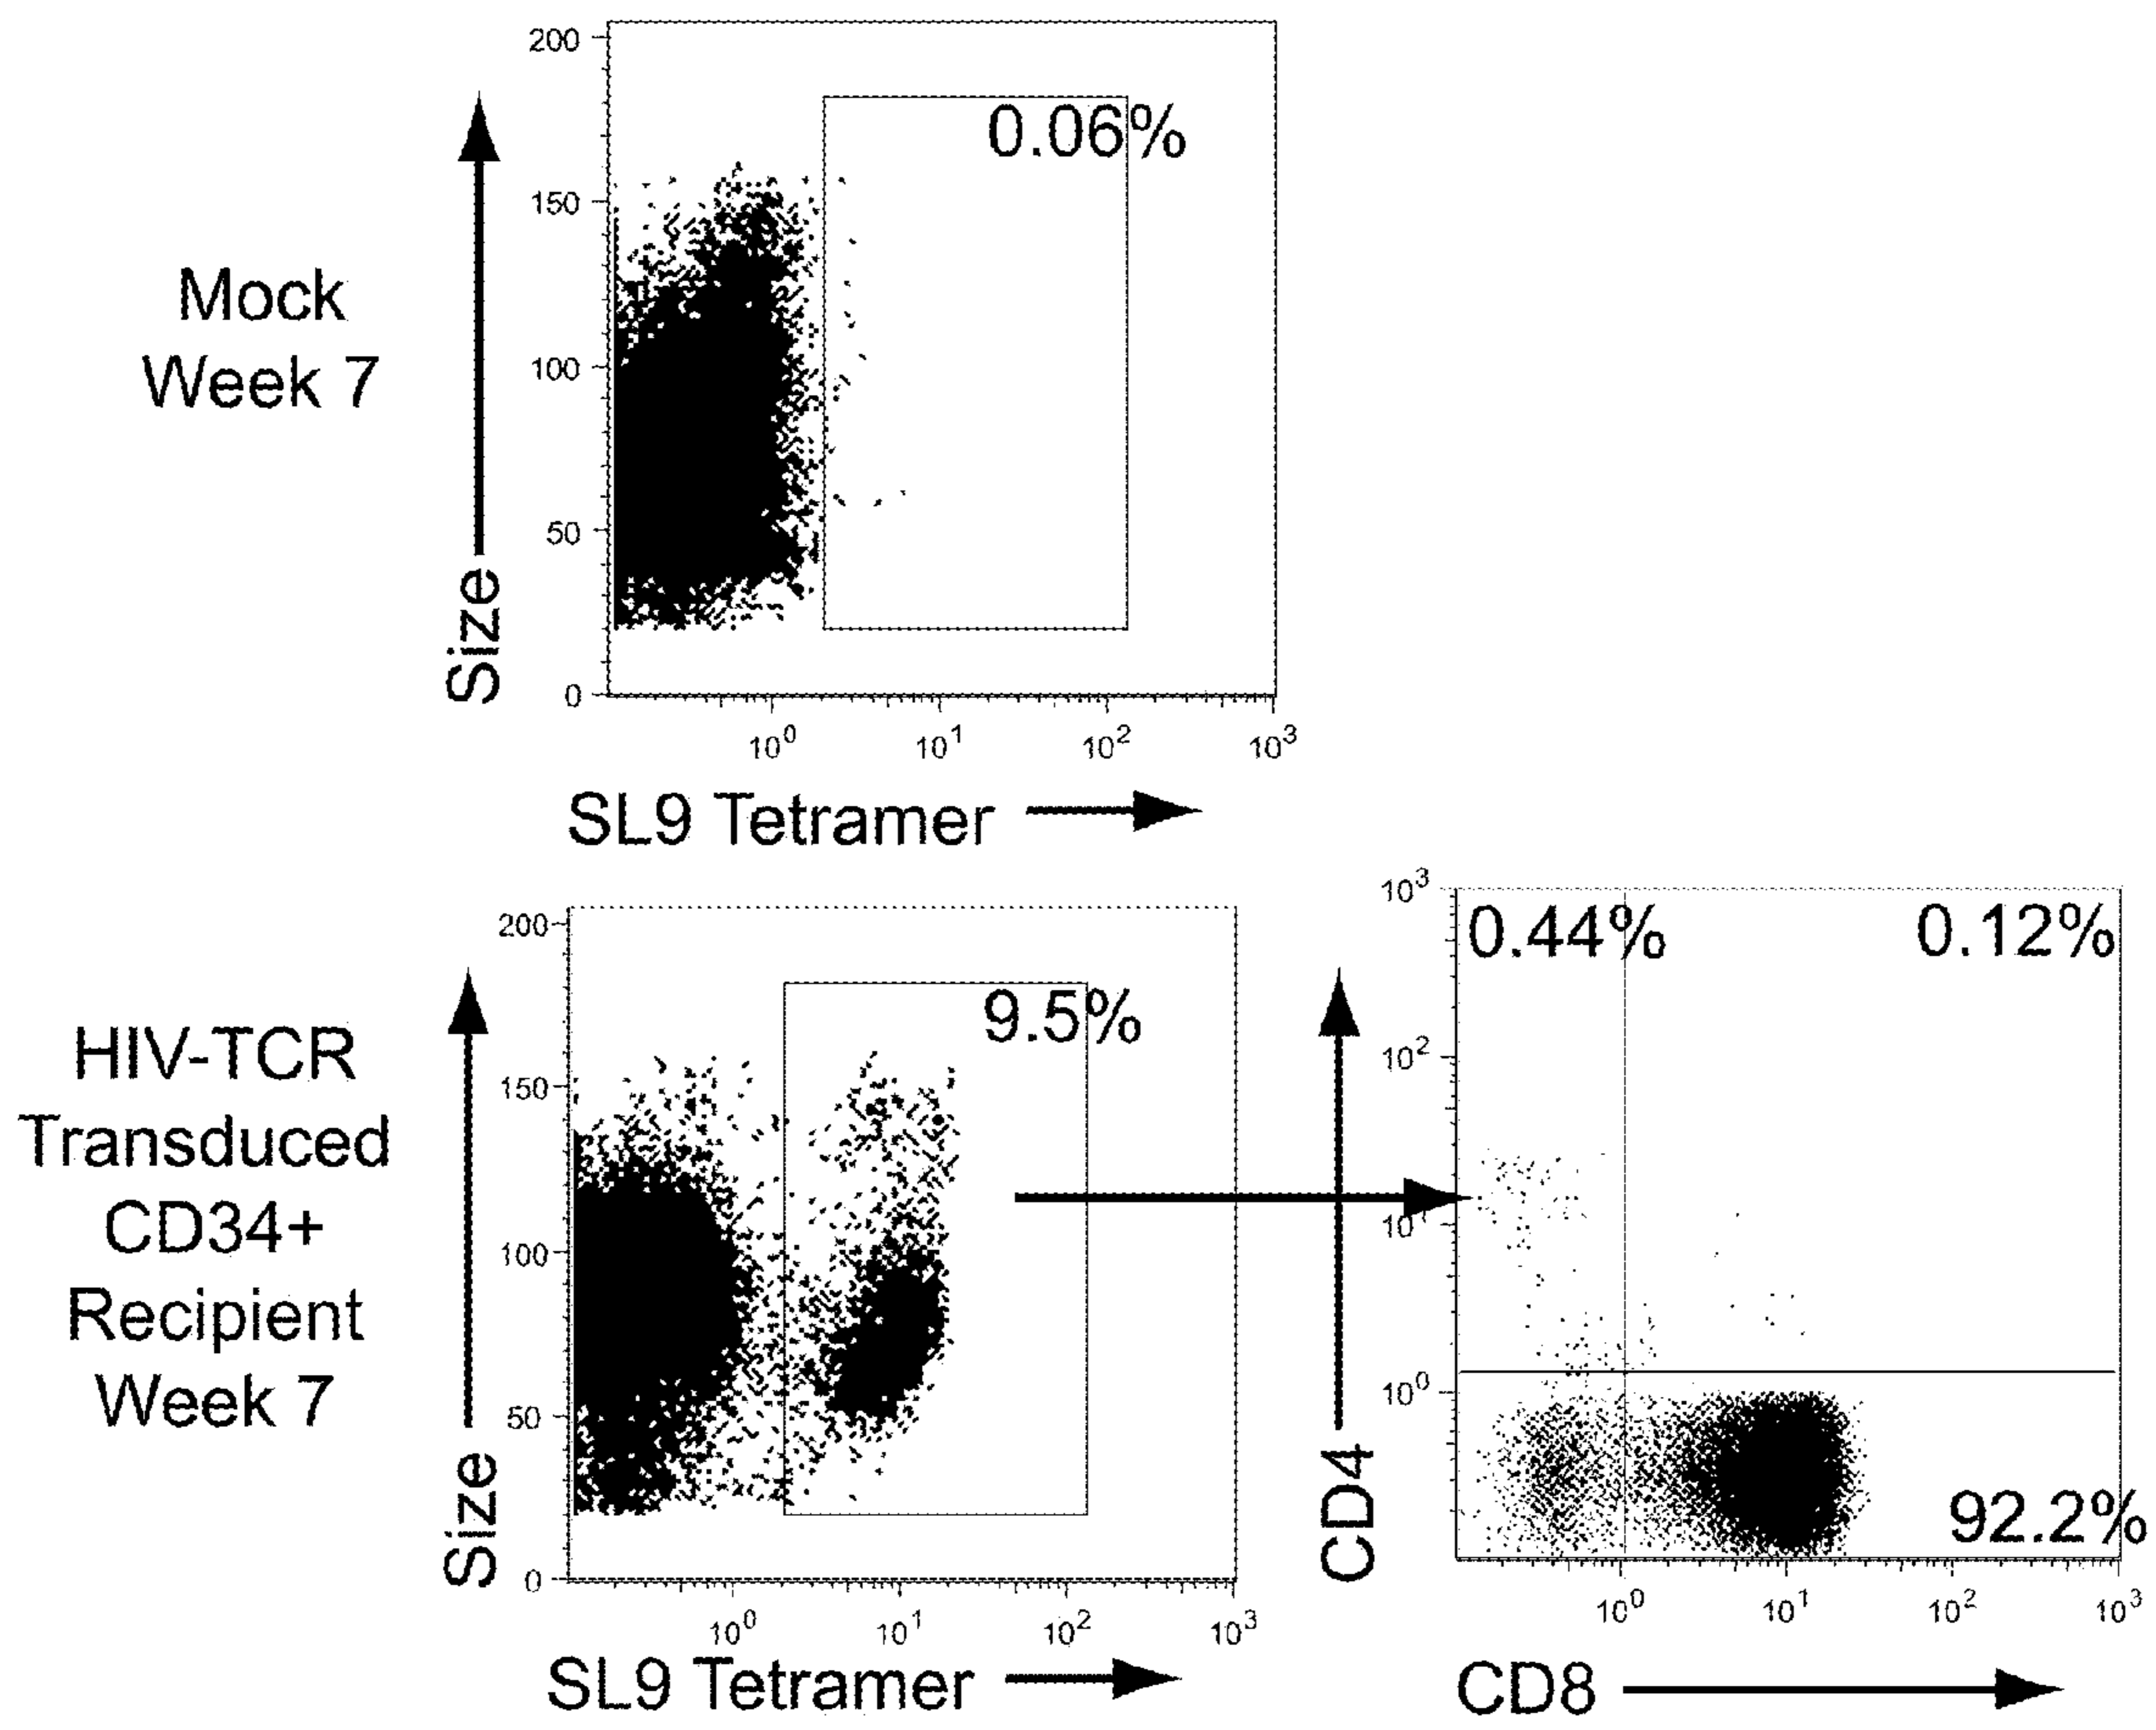 Mock
Week 7
Size
200
150
100
50
0
0.06%
10^0 10^1 10^2 10^3
SL9 Tetramer
HIV-TCR
Transduced
CD34+
Recipient
Week 7
Size
200
150
100
50
0
9.5%
10^0 10^1 10^2 10^3
SL9 Tetramer
CD4
10^3
10^2
10^1
10^0
0.44% 0.12%
92.2%
10^0 10^1 10^2 10^3
CD8